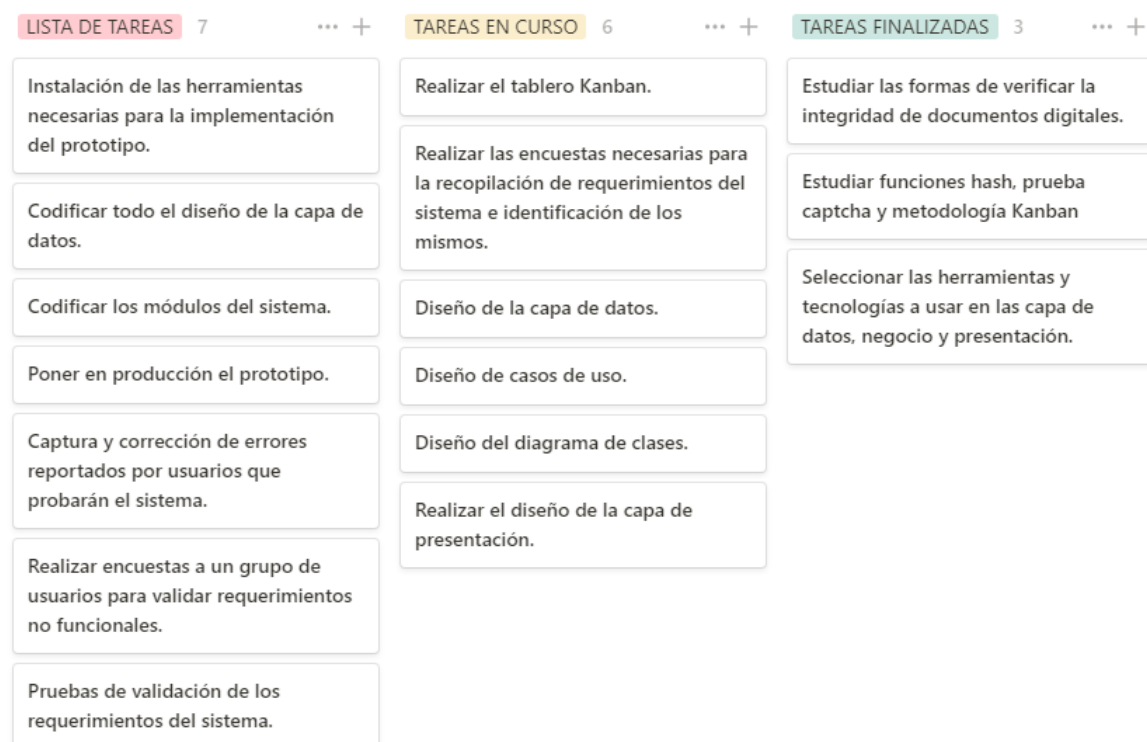 LISTA DE TAREAS 7
Instalación de las herramientas
necesarias para la implementación
del prototipo.
Codificar todo el diseño de la capa de
datos.
Codificar los módulos del sistema.
Poner en producción el prototipo.
Captura y corrección de errores
reportados por usuarios que
probarán el sistema.
Realizar encuestas a un grupo de
usuarios para validar requerimientos
no funcionales.
Pruebas de validación de los
requerimientos del sistema.
TAREAS EN CURSO 6
Realizar el tablero Kanban.
Realizar las encuestas necesarias para
la recopilación de requerimientos del
sistema e identificación de los
mismos.
Diseño de la capa de datos.
Diseño de casos de uso.
Diseño del diagrama de clases.
Realizar el diseño de la capa de
presentación.
TAREAS FINALIZADAS 3
Estudiar las formas de verificar la
integridad de documentos digitales.
Estudiar funciones hash, prueba
captcha y metodología Kanban
Seleccionar las herramientas y
tecnologías a usar en las capa de
datos, negocio y presentación.